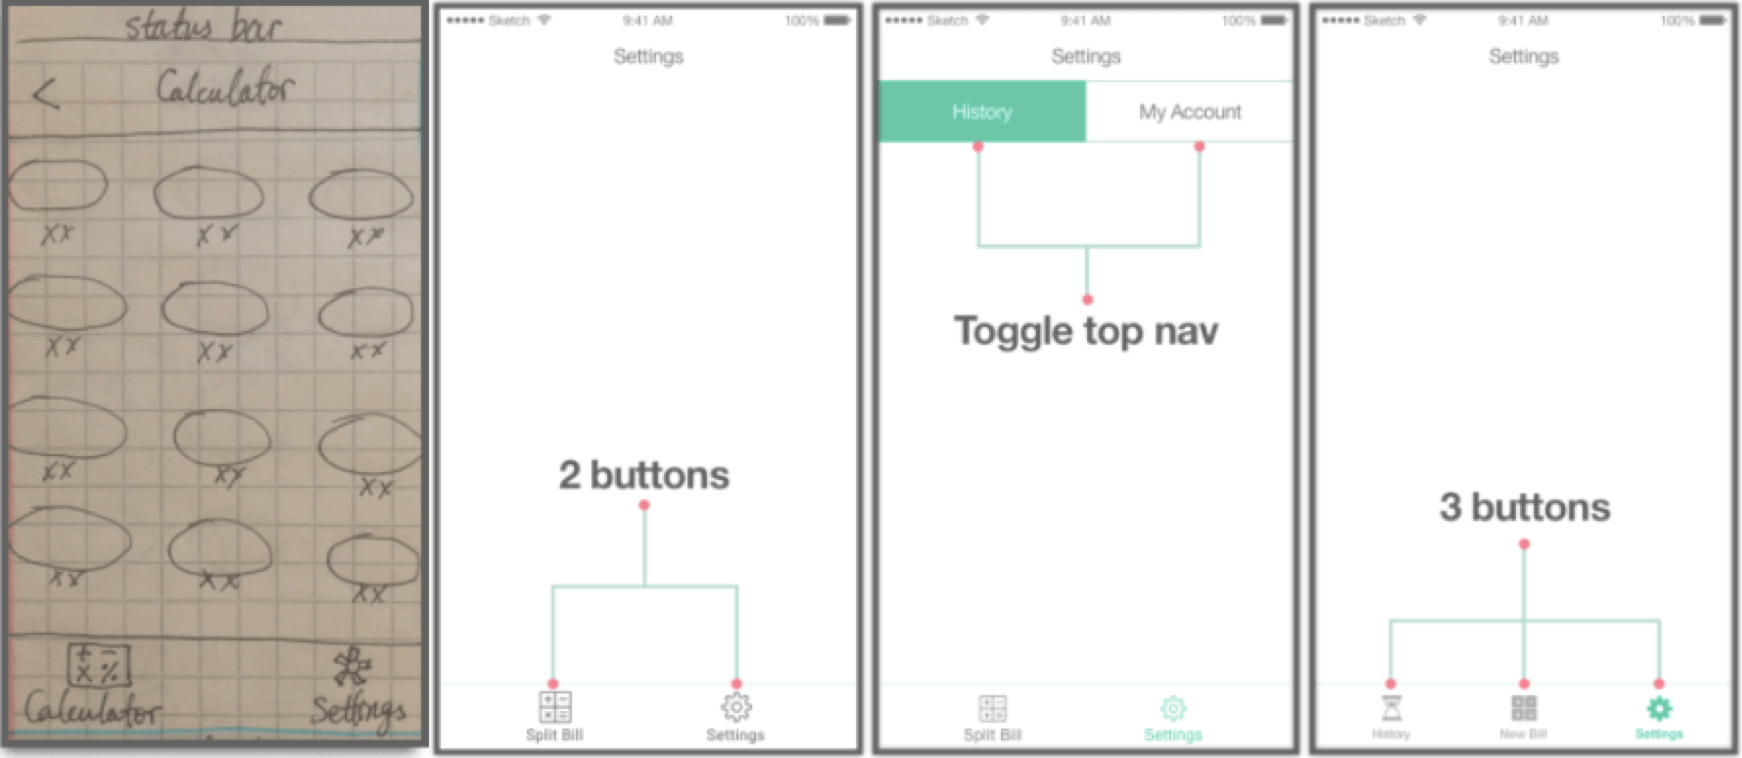 status bar
< Calculator
xx xx xx
xx xx xx
xx xx xx
xx xx xx
+ −
x %
Calculator Settings
Sketch 9:41 AM 100%
Settings
2 buttons
Split Bill Settings
Sketch 9:41 AM 100%
Settings
History My Account
Toggle top nav
Split Bill Settings
Sketch 9:41 AM 100%
Settings
3 buttons
History New Bill Settings